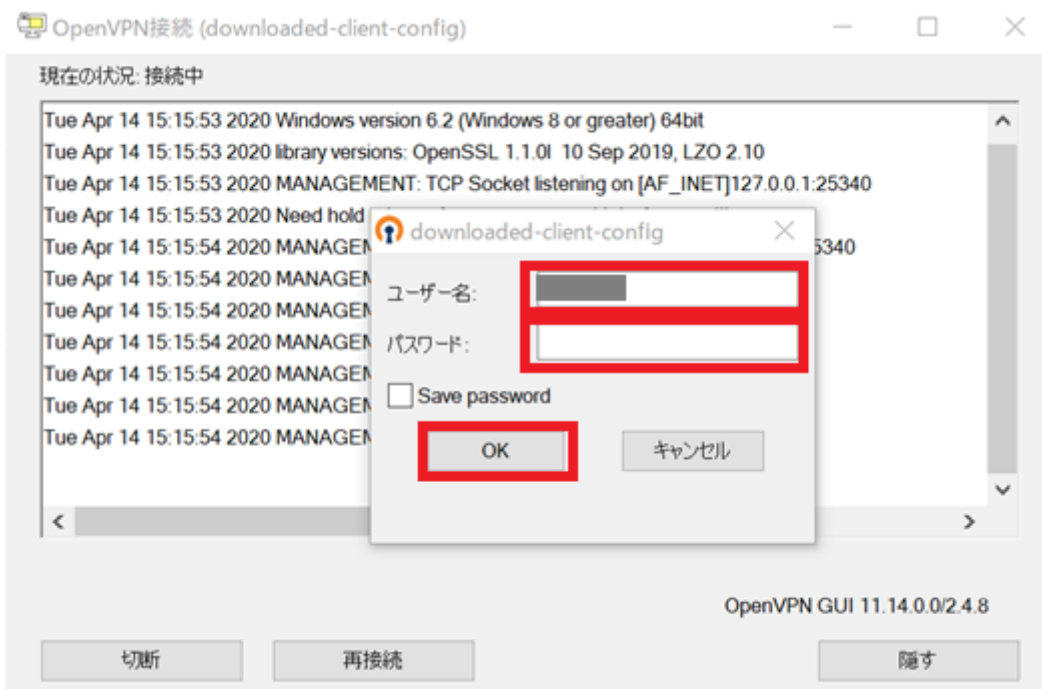 OpenVPN接続 (downloaded-client-config)
現在の状況: 接続中
Tue Apr 14 15:15:53 2020 Windows version 6.2 (Windows 8 or greater) 64bit
Tue Apr 14 15:15:53 2020 library versions: OpenSSL 1.1.0l 10 Sep 2019, LZO 2.10
Tue Apr 14 15:15:53 2020 MANAGEMENT: TCP Socket listening on [AF_INET]127.0.0.1:25340
Tue Apr 14 15:15:53 2020 Need hold
Tue Apr 14 15:15:54 2020 5340
Tue Apr 14 15:15:54 2020
Tue Apr 14 15:15:54 2020
Tue Apr 14 15:15:54 2020
Tue Apr 14 15:15:54 2020
Tue Apr 14 15:15:54 2020
Tue Apr 14 15:15:54 2020
downloaded-client-config
ユーザー名:
パスワード:
Save password
OK キャンセル
OpenVPN GUI 11.14.0.0/2.4.8
切断 再接続 隠す